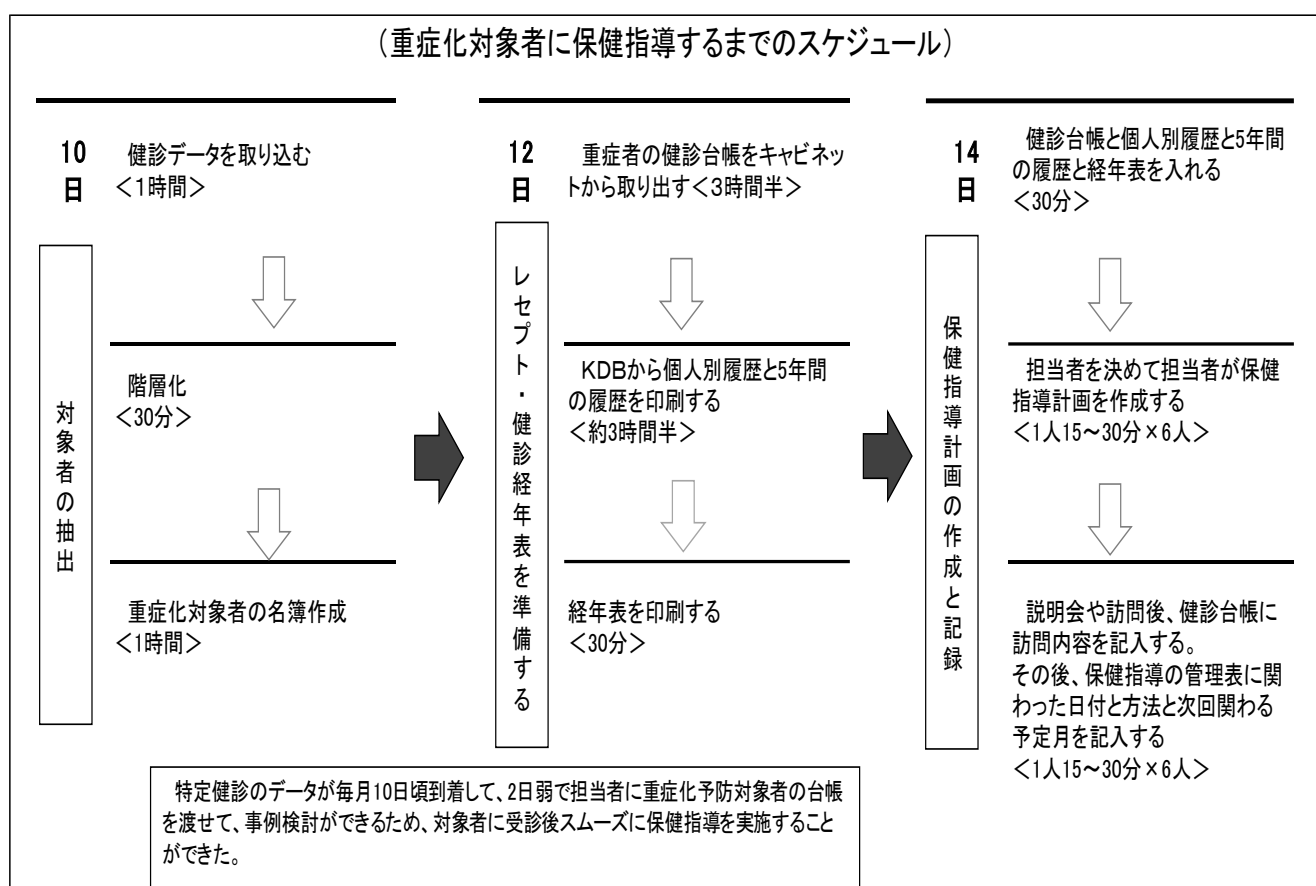 （重症化対象者に保健指導するまでのスケジュール）
10日
健診データを取り込む
＜１時間＞
対象者の抽出
階層化
＜30分＞
重症化対象者の名簿作成
＜1時間＞
12日
重症者の健診台帳をキャビネッ
トから取り出す＜３時間半＞
レセプト・健診経年表を準備する
KDBから個人別履歴と5年間
の履歴を印刷する
＜約3時間半＞
経年表を印刷する
＜30分＞
14日
健診台帳と個人別履歴と5年間
の履歴と経年表を入れる
＜30分＞
保健指導計画の作成と記録
担当者を決めて担当者が保健
指導計画を作成する
＜1人15～30分×6人＞
説明会や訪問後、健診台帳に
訪問内容を記入する。
その後、保健指導の管理表に関
わった日付と方法と次回関わる
予定月を記入する
＜1人15～30分×6人＞
特定健診のデータが毎月10日頃到着して、2日弱で担当者に重症化予防対象者の台帳
を渡せて、事例検討ができるため、対象者に受診後スムーズに保健指導を実施すること
ができた。